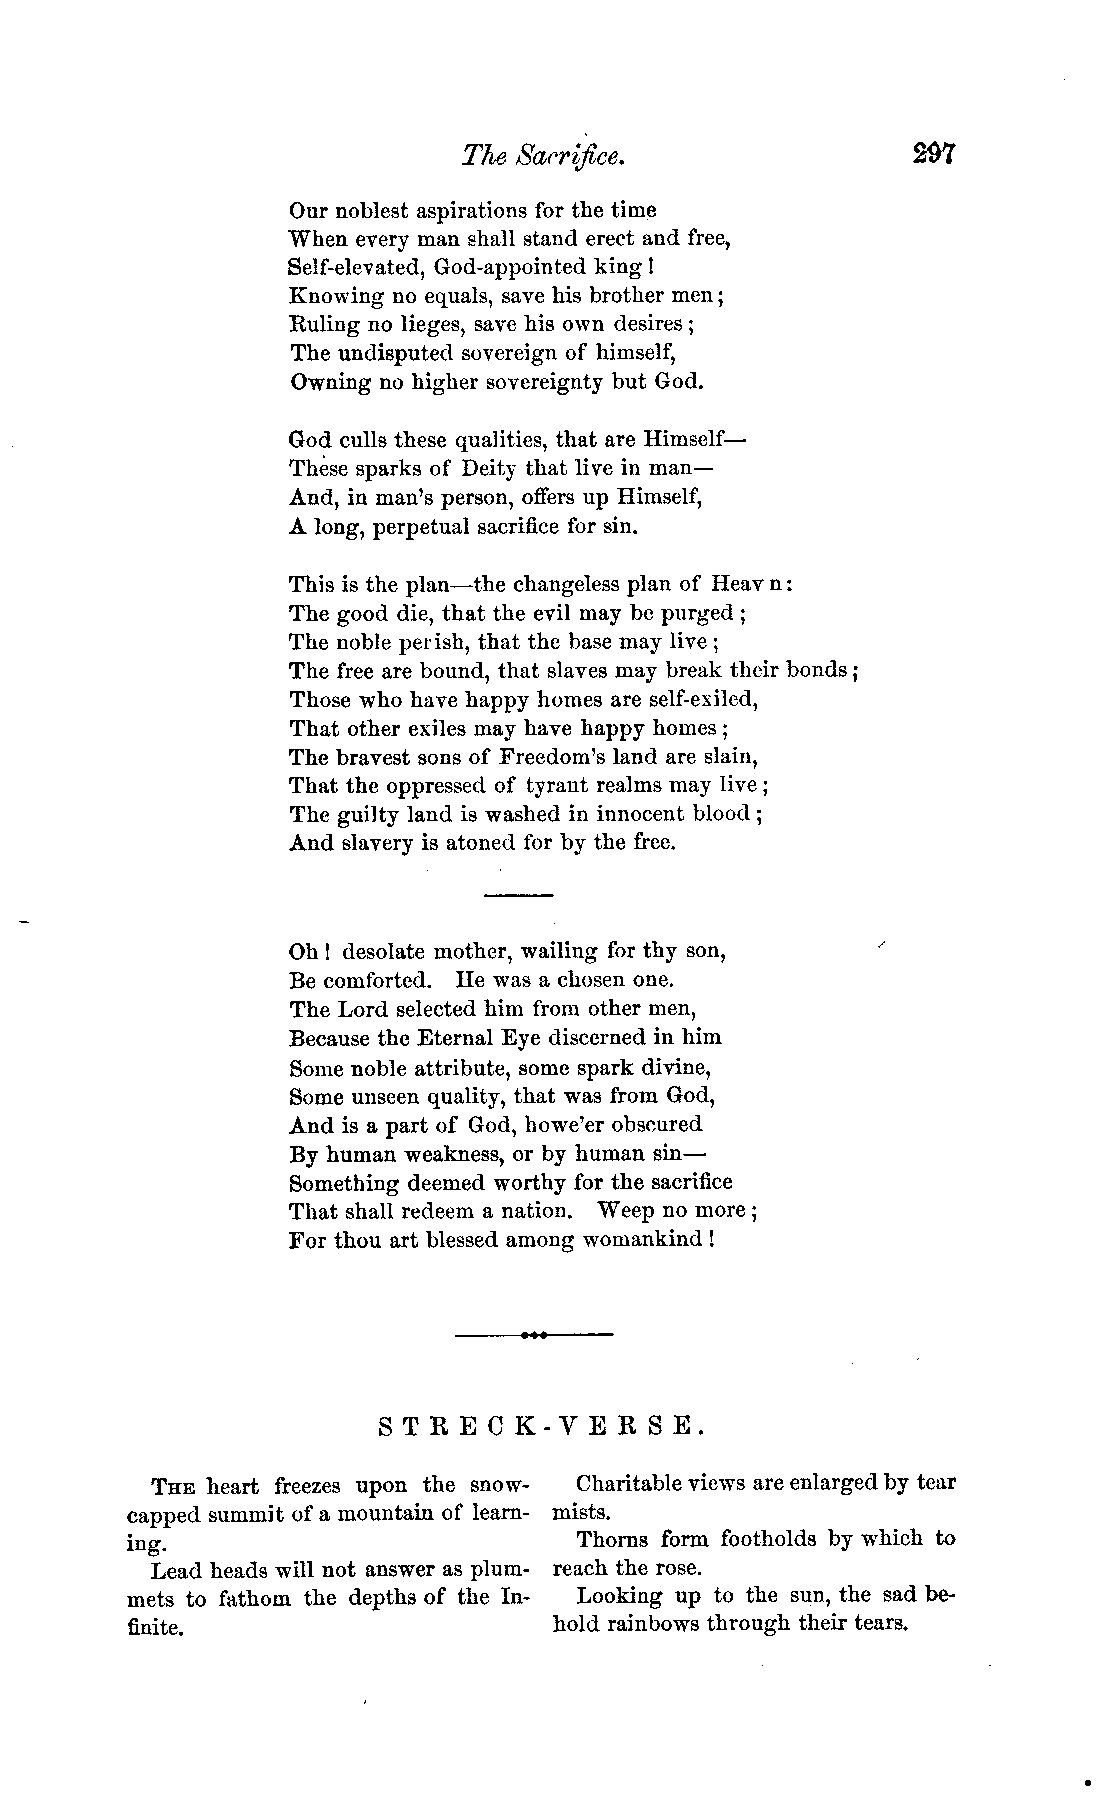 The Sacrifice. 297
Our noblest aspirations for the time
When every man shall stand erect and free,
Self-elevated, God-appointed king!
Knowing no equals, save his brother men;
Ruling no lieges, save his own desires;
The undisputed sovereign of himself,
Owning no higher sovereignty but God.
God culls these qualities, that are Himself—
These sparks of Deity that live in man—
And, in man's person, offers up Himself,
A long, perpetual sacrifice for sin.
This is the plan—the changeless plan of Heav n:
The good die, that the evil may be purged;
The noble perish, that the base may live;
The free are bound, that slaves may break their bonds;
Those who have happy homes are self-exiled,
That other exiles may have happy homes;
The bravest sons of Freedom's land are slain,
That the oppressed of tyrant realms may live;
The guilty land is washed in innocent blood;
And slavery is atoned for by the free.
Oh! desolate mother, wailing for thy son,
Be comforted. He was a chosen one.
The Lord selected him from other men,
Because the Eternal Eye discerned in him
Some noble attribute, some spark divine,
Some unseen quality, that was from God,
And is a part of God, howe'er obscured
By human weakness, or by human sin—
Something deemed worthy for the sacrifice
That shall redeem a nation. Weep no more;
For thou art blessed among womankind!
STRECK-VERSE.
THE heart freezes upon the snow-
capped summit of a mountain of learn-
ing.
Lead heads will not answer as plum-
mets to fathom the depths of the In-
finite.
Charitable views are enlarged by tear
mists.
Thorns form footholds by which to
reach the rose.
Looking up to the sun, the sad be-
hold rainbows through their tears.